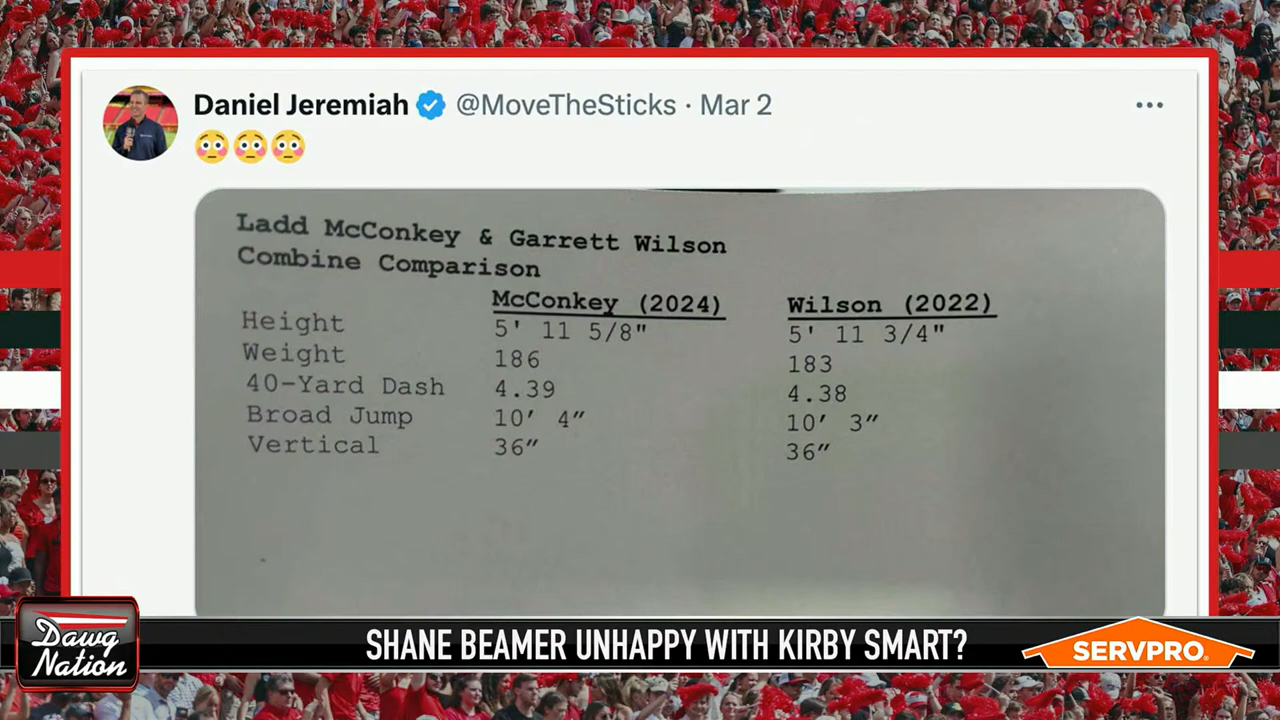 Daniel Jeremiah @MoveTheSticks · Mar 2
😳😳😳
Ladd McConkey & Garrett Wilson
Combine Comparison
McConkey (2024) Wilson (2022)
Height 5' 11 5/8" 5' 11 3/4"
Weight 186 183
40-Yard Dash 4.39 4.38
Broad Jump 10' 4" 10' 3"
Vertical 36" 36"
Dawg
Nation
SHANE BEAMER UNHAPPY WITH KIRBY SMART?
SERVPRO®